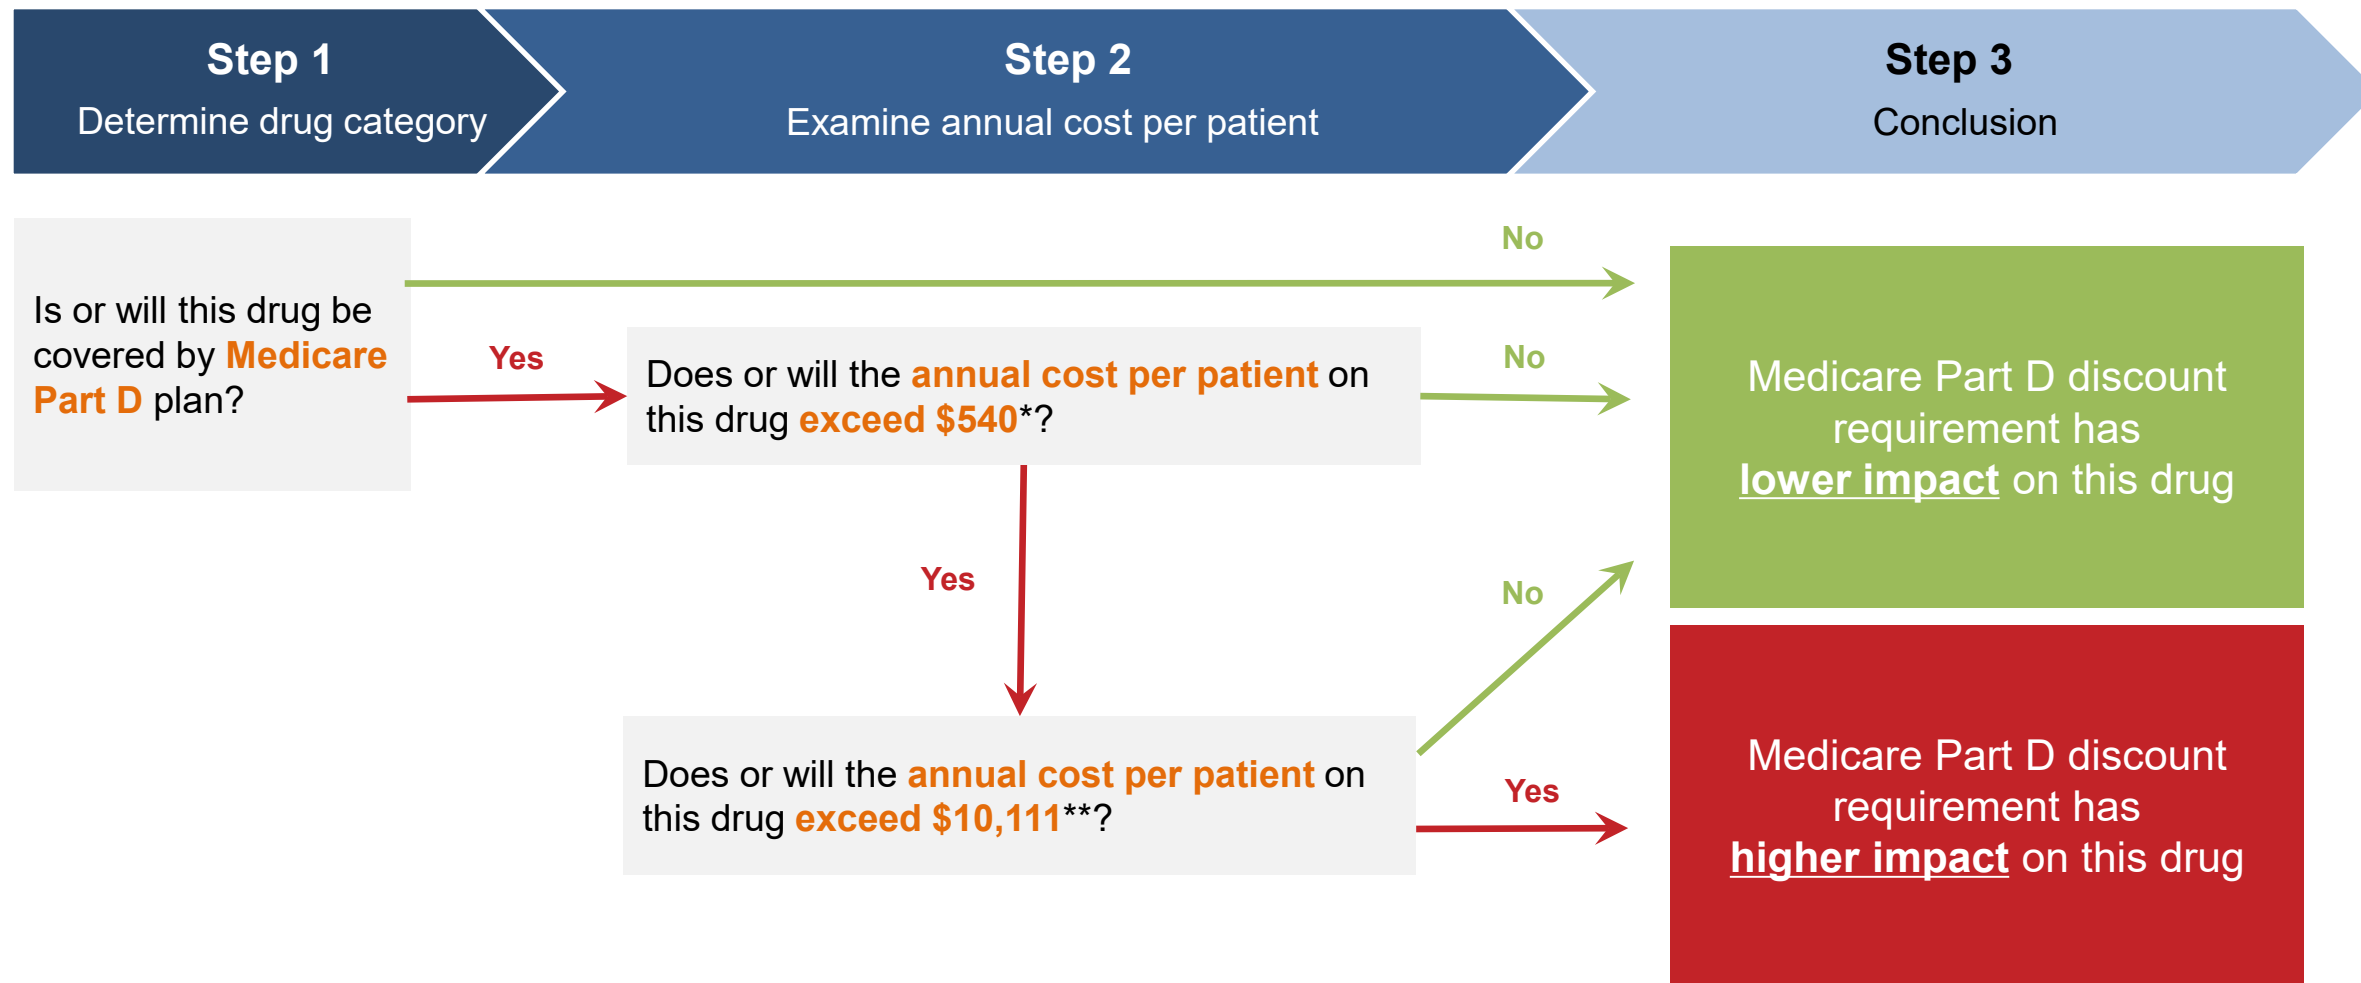 Step 1
Determine drug category
Step 2
Examine annual cost per patient
Step 3
Conclusion
Is or will this drug be
covered by Medicare
Part D plan?
No
Yes
Does or will the annual cost per patient on
this drug exceed $540*?
No
Yes
Does or will the annual cost per patient on
this drug exceed $10,111**?
No
Yes
Medicare Part D discount
requirement has
lower impact on this drug
Medicare Part D discount
requirement has
higher impact on this drug